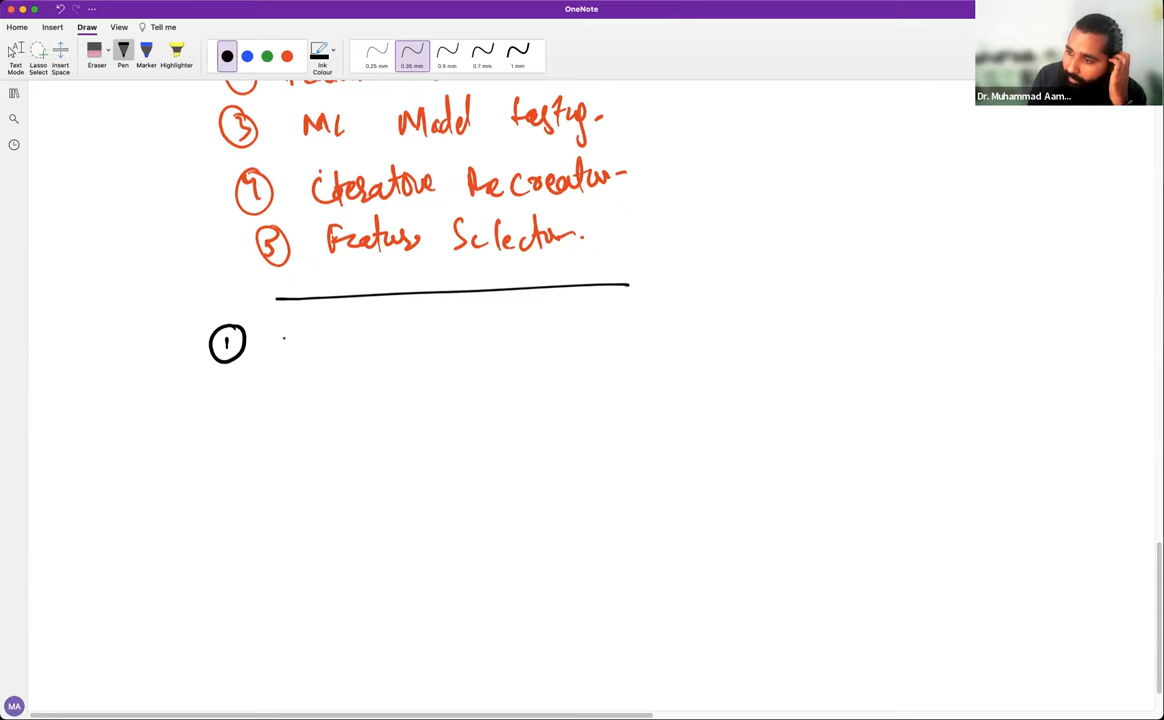 OneNote
Home Insert Draw View Tell me
Text Mode Lasso Select Insert Space Eraser Pen Marker Highlighter Ink Colour 0.25 mm 0.35 mm 0.5 mm 0.7 mm 1 mm
Dr. Muhammad Aam...
3 ML Model testing.
4 iterative Recreation-
5 Feature Selection.
1
MA